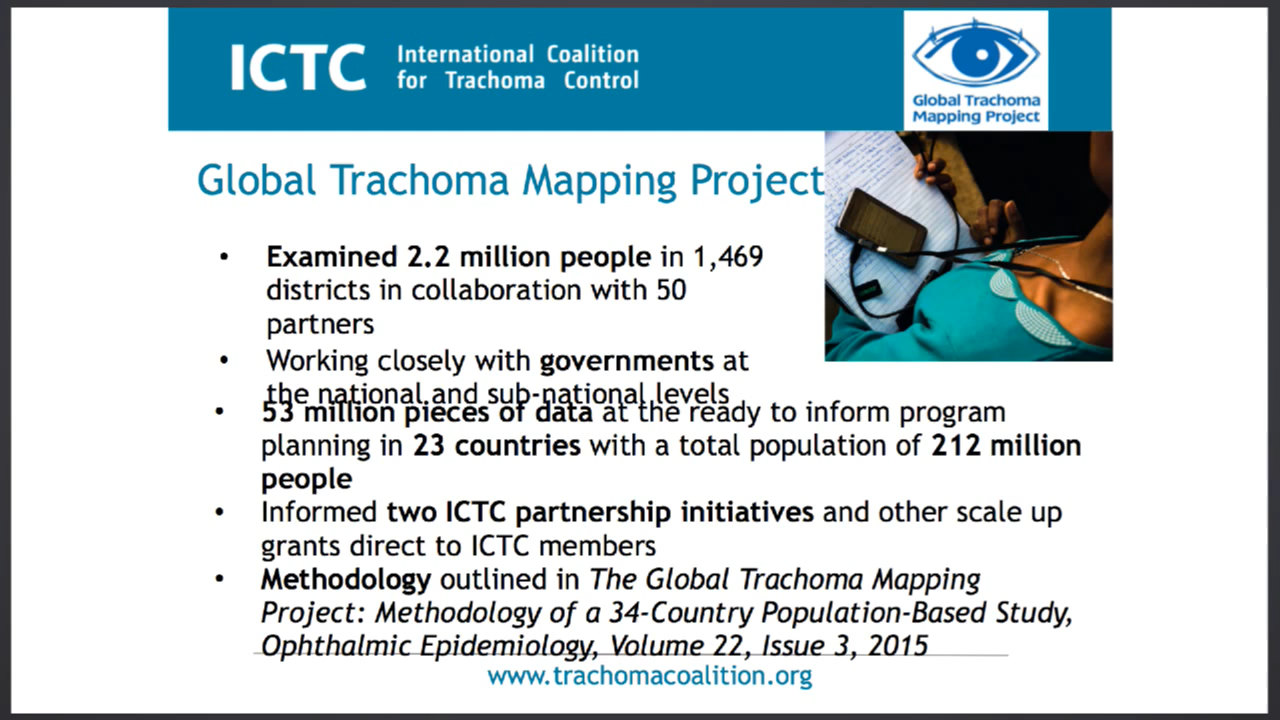 ICTC
International Coalition
for Trachoma Control
Global Trachoma
Mapping Project
Global Trachoma Mapping Project
• Examined 2.2 million people in 1,469
districts in collaboration with 50
partners
• Working closely with governments at
the national and sub-national levels
• 53 million pieces of data at the ready to inform program
planning in 23 countries with a total population of 212 million
people
• Informed two ICTC partnership initiatives and other scale up
grants direct to ICTC members
• Methodology outlined in The Global Trachoma Mapping
Project: Methodology of a 34-Country Population-Based Study,
Ophthalmic Epidemiology, Volume 22, Issue 3, 2015
www.trachomacoalition.org